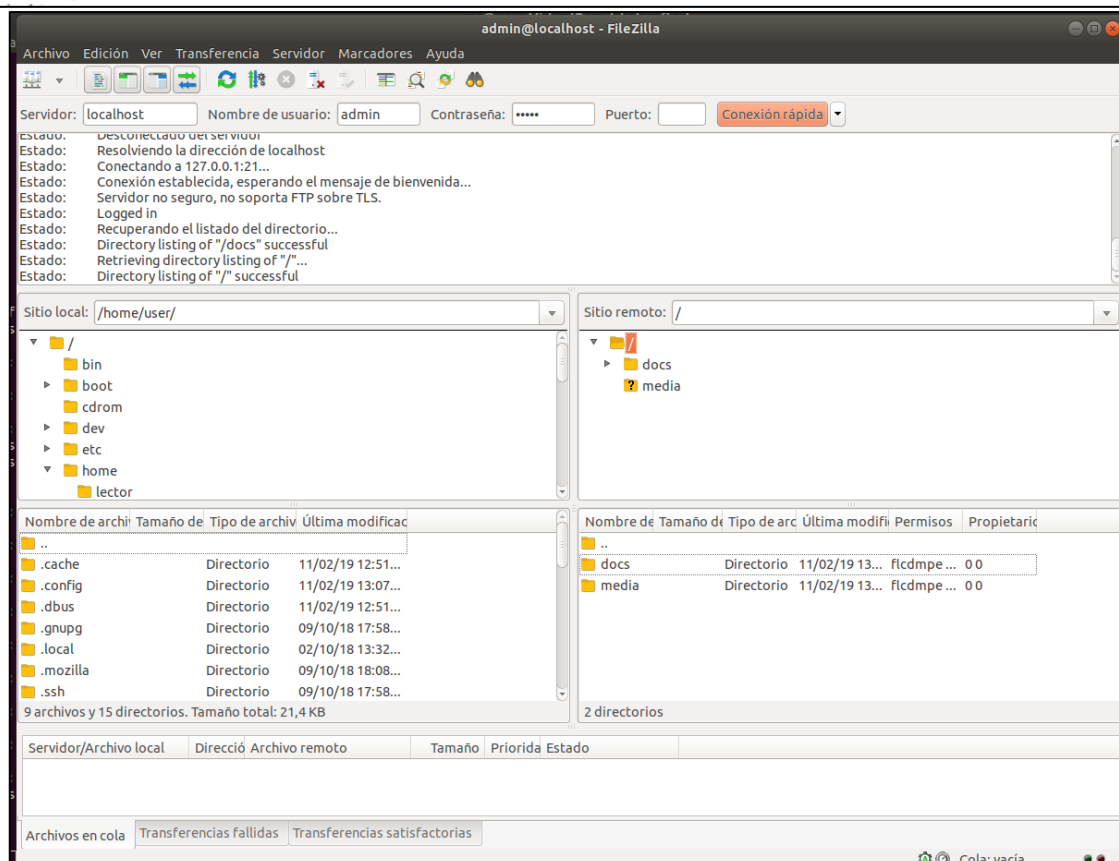 admin@localhost - FileZilla
Archivo Edición Ver Transferencia Servidor Marcadores Ayuda
Servidor: localhost Nombre de usuario: admin Contraseña: ••••• Puerto: Conexión rápida
Estado: Desconectado del servidor
Estado: Resolviendo la dirección de localhost
Estado: Conectando a 127.0.0.1:21...
Estado: Conexión establecida, esperando el mensaje de bienvenida...
Estado: Servidor no seguro, no soporta FTP sobre TLS.
Estado: Logged in
Estado: Recuperando el listado del directorio...
Estado: Directory listing of "/docs" successful
Estado: Retrieving directory listing of "/"...
Estado: Directory listing of "/" successful
Sitio local: /home/user/
/
bin
boot
cdrom
dev
etc
home
lector
Sitio remoto: /
/
docs
? media
Nombre de archi Tamaño de Tipo de archiv Última modificac
..
.cache Directorio 11/02/19 12:51...
.config Directorio 11/02/19 13:07...
.dbus Directorio 11/02/19 12:51...
.gnupg Directorio 09/10/18 17:58...
.local Directorio 02/10/18 13:32...
.mozilla Directorio 09/10/18 18:08...
.ssh Directorio 09/10/18 17:58...
9 archivos y 15 directorios. Tamaño total: 21,4 KB
Nombre de Tamaño de Tipo de arc Última modifi Permisos Propietaric
..
docs Directorio 11/02/19 13... flcdmpe ... 0 0
media Directorio 11/02/19 13... flcdmpe ... 0 0
2 directorios
Servidor/Archivo local Direcció Archivo remoto Tamaño Priorida Estado
Archivos en cola Transferencias fallidas Transferencias satisfactorias
Cola: vacía